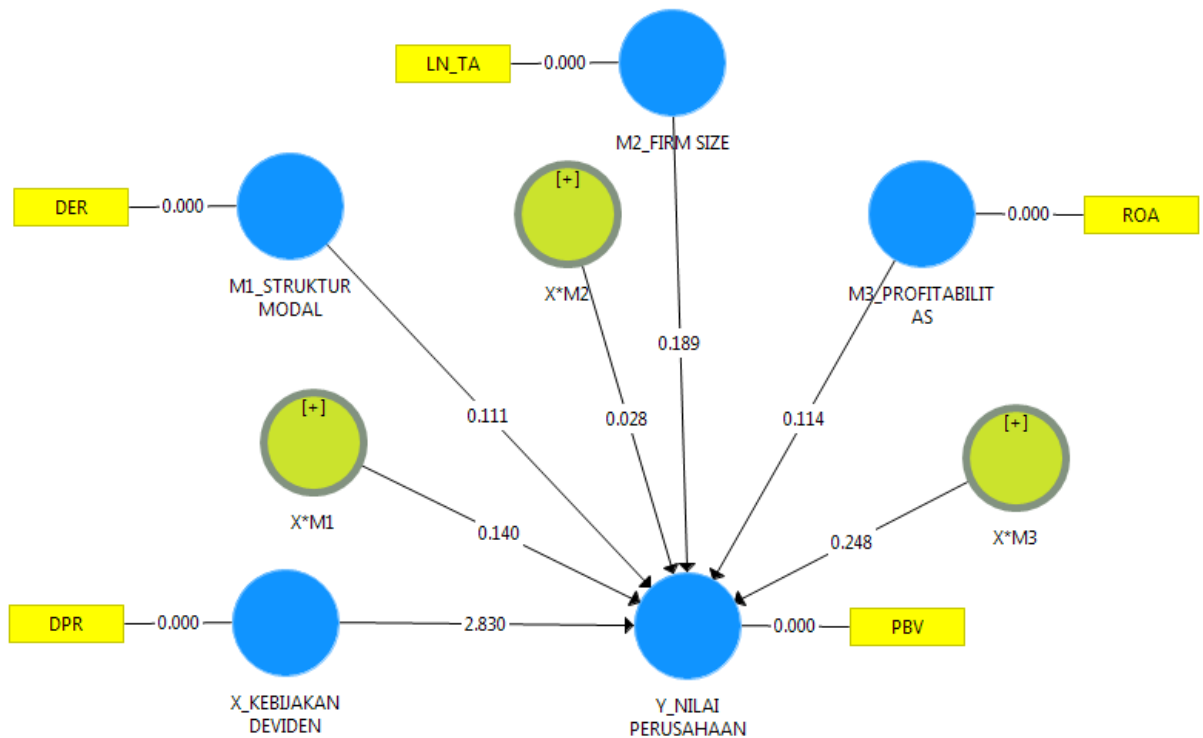 LN_TA
0.000
M2_FIRM SIZE
[+]
X*M2
DER
0.000
M1_STRUKTUR
MODAL
0.000
ROA
M3_PROFITABILIT
AS
0.189
[+]
X*M1
0.111
0.028
0.114
[+]
X*M3
0.140
0.248
DPR
0.000
2.830
0.000
PBV
X_KEBIJAKAN
DEVIDEN
Y_NILAI
PERUSAHAAN